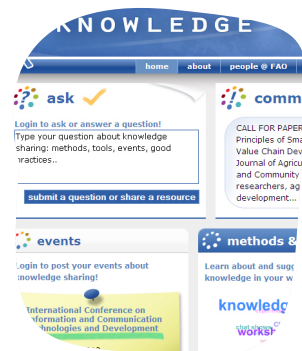 KNOWLEDGE
home about people @ FAO
ask
Login to ask or answer a question!
Type your question about knowledge
sharing: methods, tools, events, good
practices..
submit a question or share a resource
comm
CALL FOR PAPER
Principles of Sma
Value Chain Dev
Journal of Agricu
and Community
researchers, ag
development...
events
Login to post your events about
knowledge sharing!
International Conference on
Information and Communication
Technologies and Development
methods &
Learn about and sugg
knowledge in your w
knowledg
chat shows
worksh